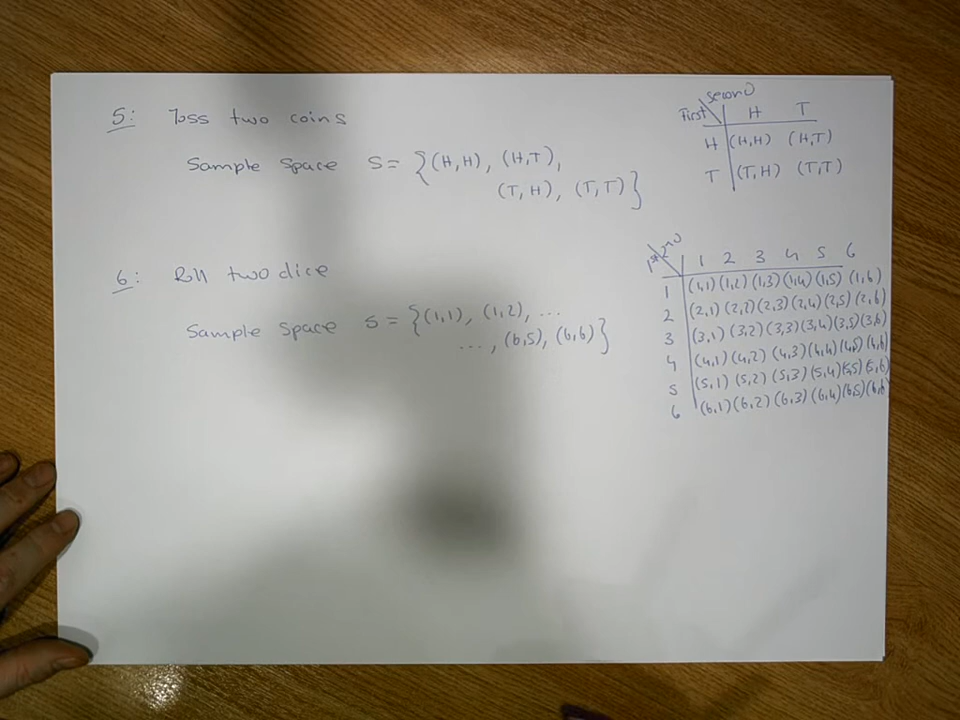 5: Toss two coins
Sample Space S = {(H,H), (H,T),
(T,H), (T,T)}
second
First H T
H (H,H) (H,T)
T (T,H) (T,T)
6: Roll two dice
Sample Space S = {(1,1), (1,2), ...
..., (6,5), (6,6)}
1st 2nd 1 2 3 4 5 6
1 (1,1) (1,2) (1,3) (1,4) (1,5) (1,6)
2 (2,1) (2,2) (2,3) (2,4) (2,5) (2,6)
3 (3,1) (3,2) (3,3) (3,4) (3,5) (3,6)
4 (4,1) (4,2) (4,3) (4,4) (4,5) (4,6)
5 (5,1) (5,2) (5,3) (5,4) (5,5) (5,6)
6 (6,1) (6,2) (6,3) (6,4) (6,5) (6,6)